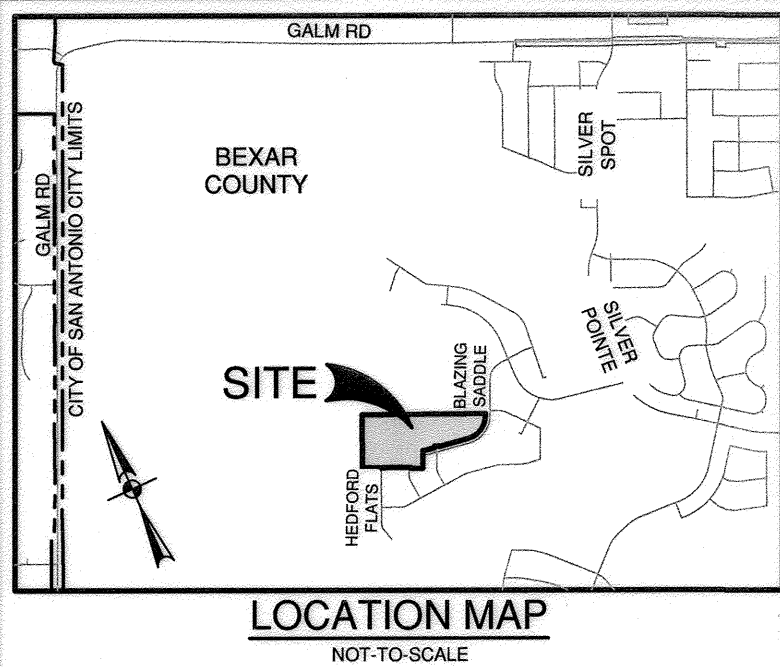 GALM RD
BEXAR
COUNTY
SILVER
SPOT
GALM RD
CITY OF SAN ANTONIO CITY LIMITS
SILVER
POINTE
SITE
BLAZING
SADDLE
HEDFORD
FLATS
LOCATION MAP
NOT-TO-SCALE